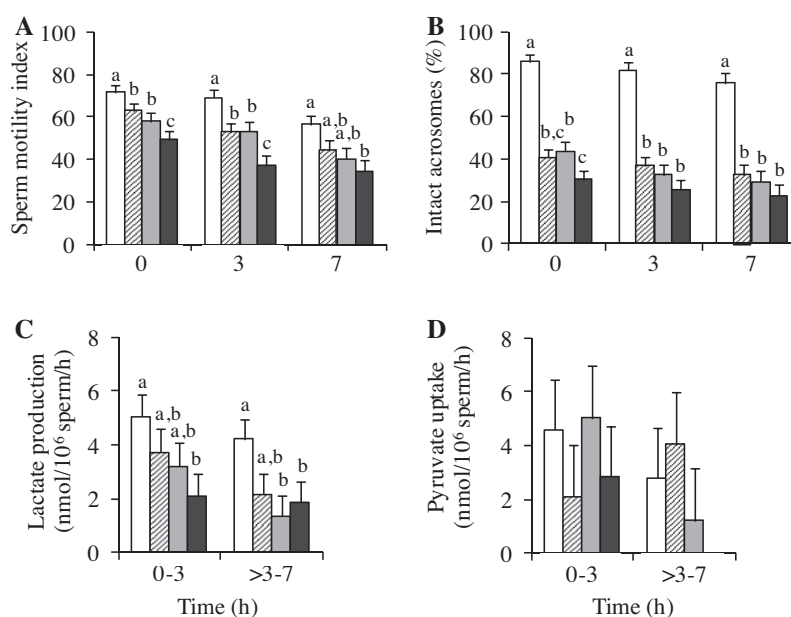 A
B
Sperm motility index
100
80
60
40
20
0
a
b
b
c
a
b
b
c
a
a,b
a,b
b
0
3
7
Intact acrosomes (%)
100
80
60
40
20
0
a
b,c
b
c
a
b
b
b
a
b
b
b
0
3
7
C
D
Lactate production
(nmol/10⁶ sperm/h)
8
6
4
2
0
a
a,b
a,b
b
a
a,b
b
b
0-3
>3-7
Time (h)
Pyruvate uptake
(nmol/10⁶ sperm/h)
8
6
4
2
0
0-3
>3-7
Time (h)